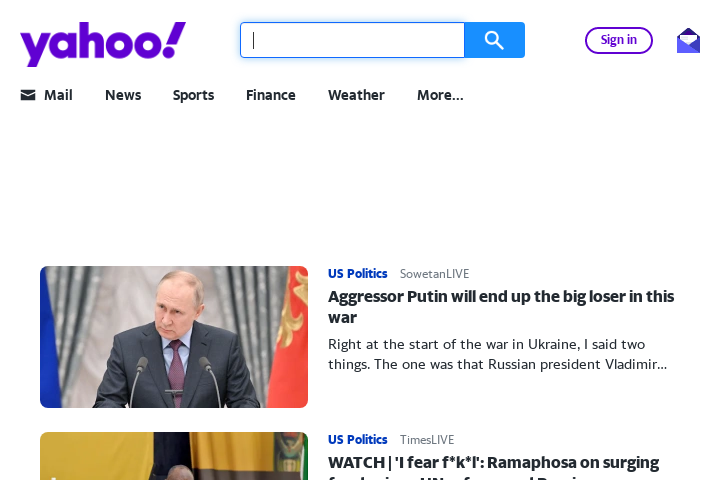 yahoo!
Sign in
Mail
News
Sports
Finance
Weather
More...
US Politics SowetanLIVE
Aggressor Putin will end up the big loser in this
war
Right at the start of the war in Ukraine, I said two
things. The one was that Russian president Vladimir...
US Politics TimesLIVE
WATCH | 'I fear f*k*l': Ramaphosa on surging